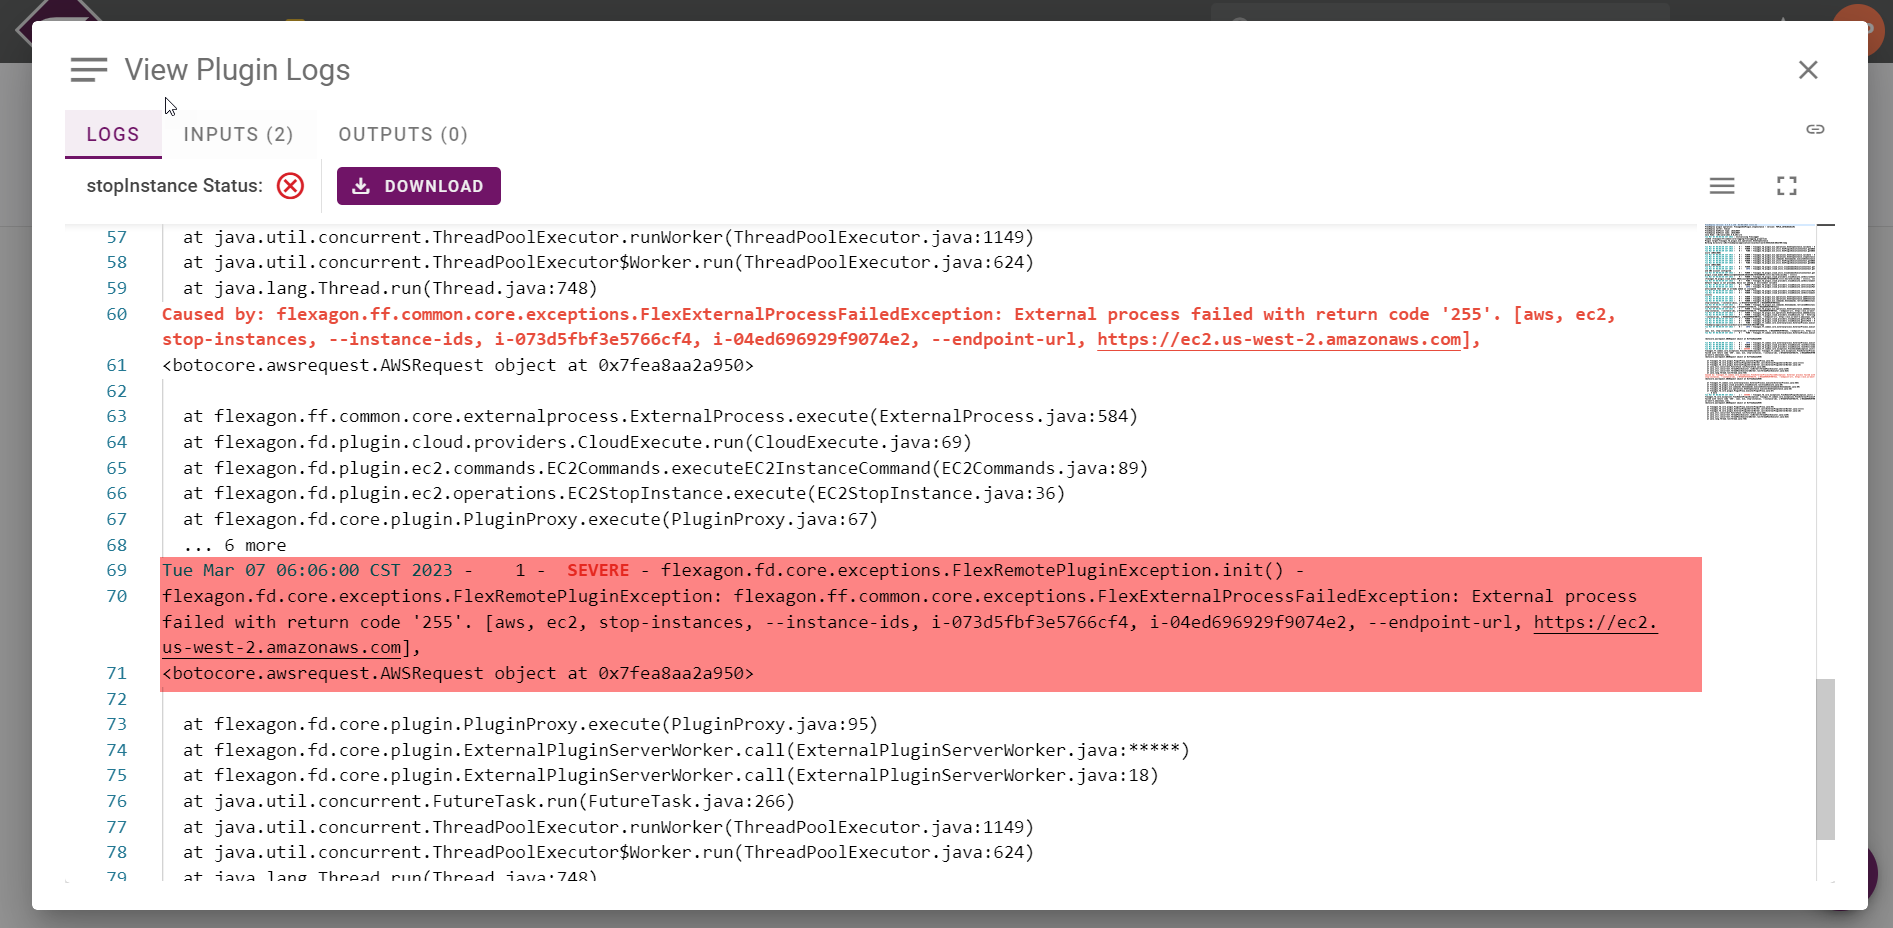 View Plugin Logs
LOGS
INPUTS (2)
OUTPUTS (0)
stopInstance Status:
DOWNLOAD
57 at java.util.concurrent.ThreadPoolExecutor.runWorker(ThreadPoolExecutor.java:1149)
58 at java.util.concurrent.ThreadPoolExecutor$Worker.run(ThreadPoolExecutor.java:624)
59 at java.lang.Thread.run(Thread.java:748)
60 Caused by: flexagon.ff.common.core.exceptions.FlexExternalProcessFailedException: External process failed with return code '255'. [aws, ec2,
stop-instances, --instance-ids, i-073d5fbf3e5766cf4, i-04ed696929f9074e2, --endpoint-url, https://ec2.us-west-2.amazonaws.com],
61 <botocore.awsrequest.AWSRequest object at 0x7fea8aa2a950>
62
63 at flexagon.ff.common.core.externalprocess.ExternalProcess.execute(ExternalProcess.java:584)
64 at flexagon.fd.plugin.cloud.providers.CloudExecute.run(CloudExecute.java:69)
65 at flexagon.fd.plugin.ec2.commands.EC2Commands.executeEC2InstanceCommand(EC2Commands.java:89)
66 at flexagon.fd.plugin.ec2.operations.EC2StopInstance.execute(EC2StopInstance.java:36)
67 at flexagon.fd.core.plugin.PluginProxy.execute(PluginProxy.java:67)
68 ... 6 more
69 Tue Mar 07 06:06:00 CST 2023 - 1 - SEVERE - flexagon.fd.core.exceptions.FlexRemotePluginException.init() -
70 flexagon.fd.core.exceptions.FlexRemotePluginException: flexagon.ff.common.core.exceptions.FlexExternalProcessFailedException: External process
failed with return code '255'. [aws, ec2, stop-instances, --instance-ids, i-073d5fbf3e5766cf4, i-04ed696929f9074e2, --endpoint-url, https://ec2.
us-west-2.amazonaws.com],
71 <botocore.awsrequest.AWSRequest object at 0x7fea8aa2a950>
72
73 at flexagon.fd.core.plugin.PluginProxy.execute(PluginProxy.java:95)
74 at flexagon.fd.core.plugin.ExternalPluginServerWorker.call(ExternalPluginServerWorker.java:*****)
75 at flexagon.fd.core.plugin.ExternalPluginServerWorker.call(ExternalPluginServerWorker.java:18)
76 at java.util.concurrent.FutureTask.run(FutureTask.java:266)
77 at java.util.concurrent.ThreadPoolExecutor.runWorker(ThreadPoolExecutor.java:1149)
78 at java.util.concurrent.ThreadPoolExecutor$Worker.run(ThreadPoolExecutor.java:624)
79 at java.lang.Thread.run(Thread.java:748)